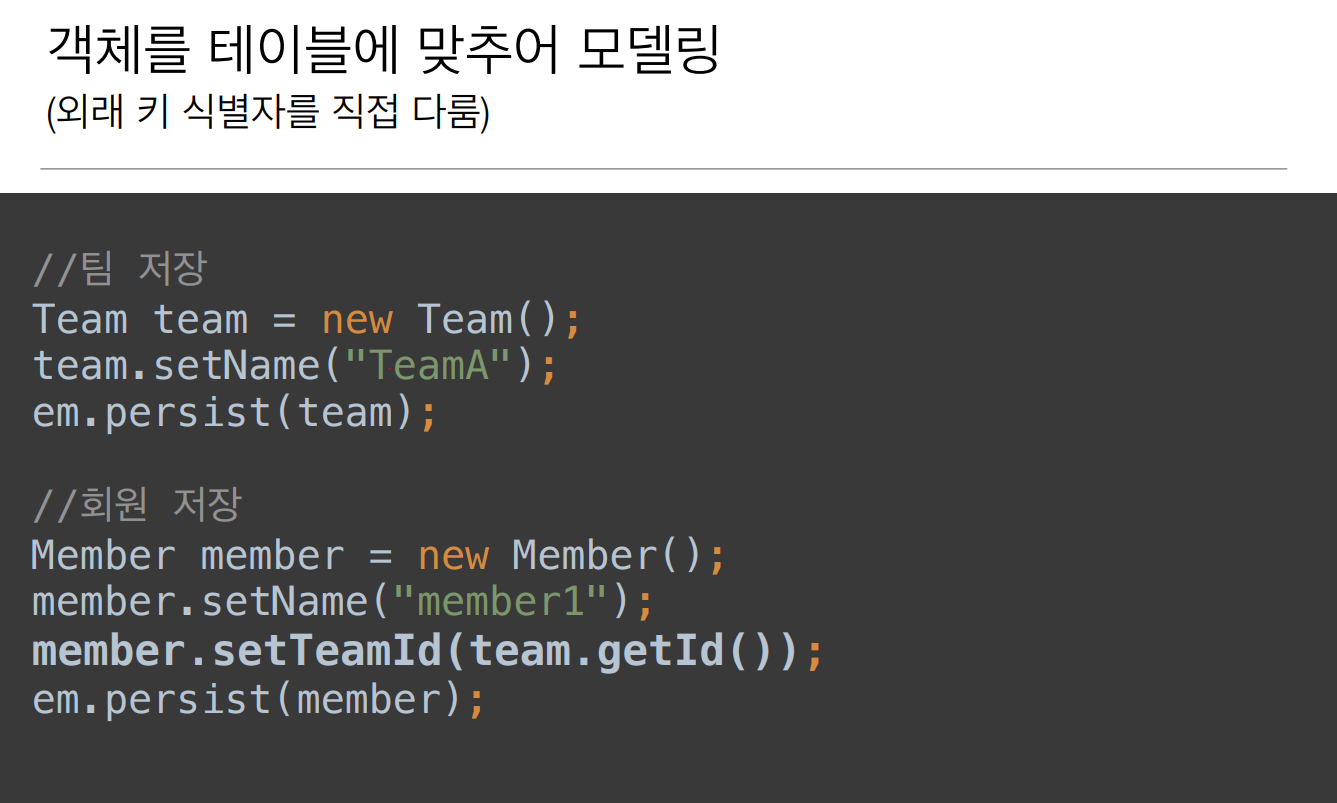 객체를 테이블에 맞추어 모델링
(외래 키 식별자를 직접 다룸)
//팀 저장
Team team = new Team();
team.setName("TeamA");
em.persist(team);
//회원 저장
Member member = new Member();
member.setName("member1");
member.setTeamId(team.getId());
em.persist(member);